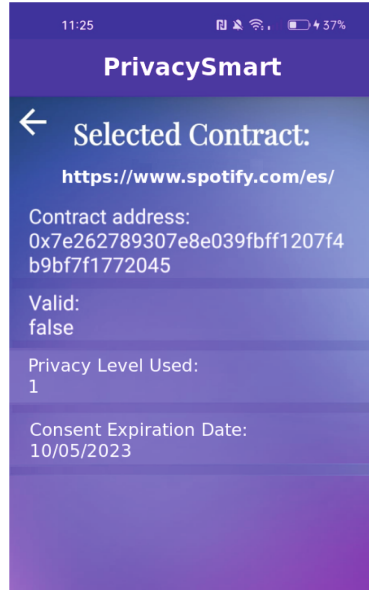 11:25
37%
PrivacySmart
Selected Contract:
https://www.spotify.com/es/
Contract address:
0x7e262789307e8e039fbff1207f4
b9bf7f1772045
Valid:
false
Privacy Level Used:
1
Consent Expiration Date:
10/05/2023